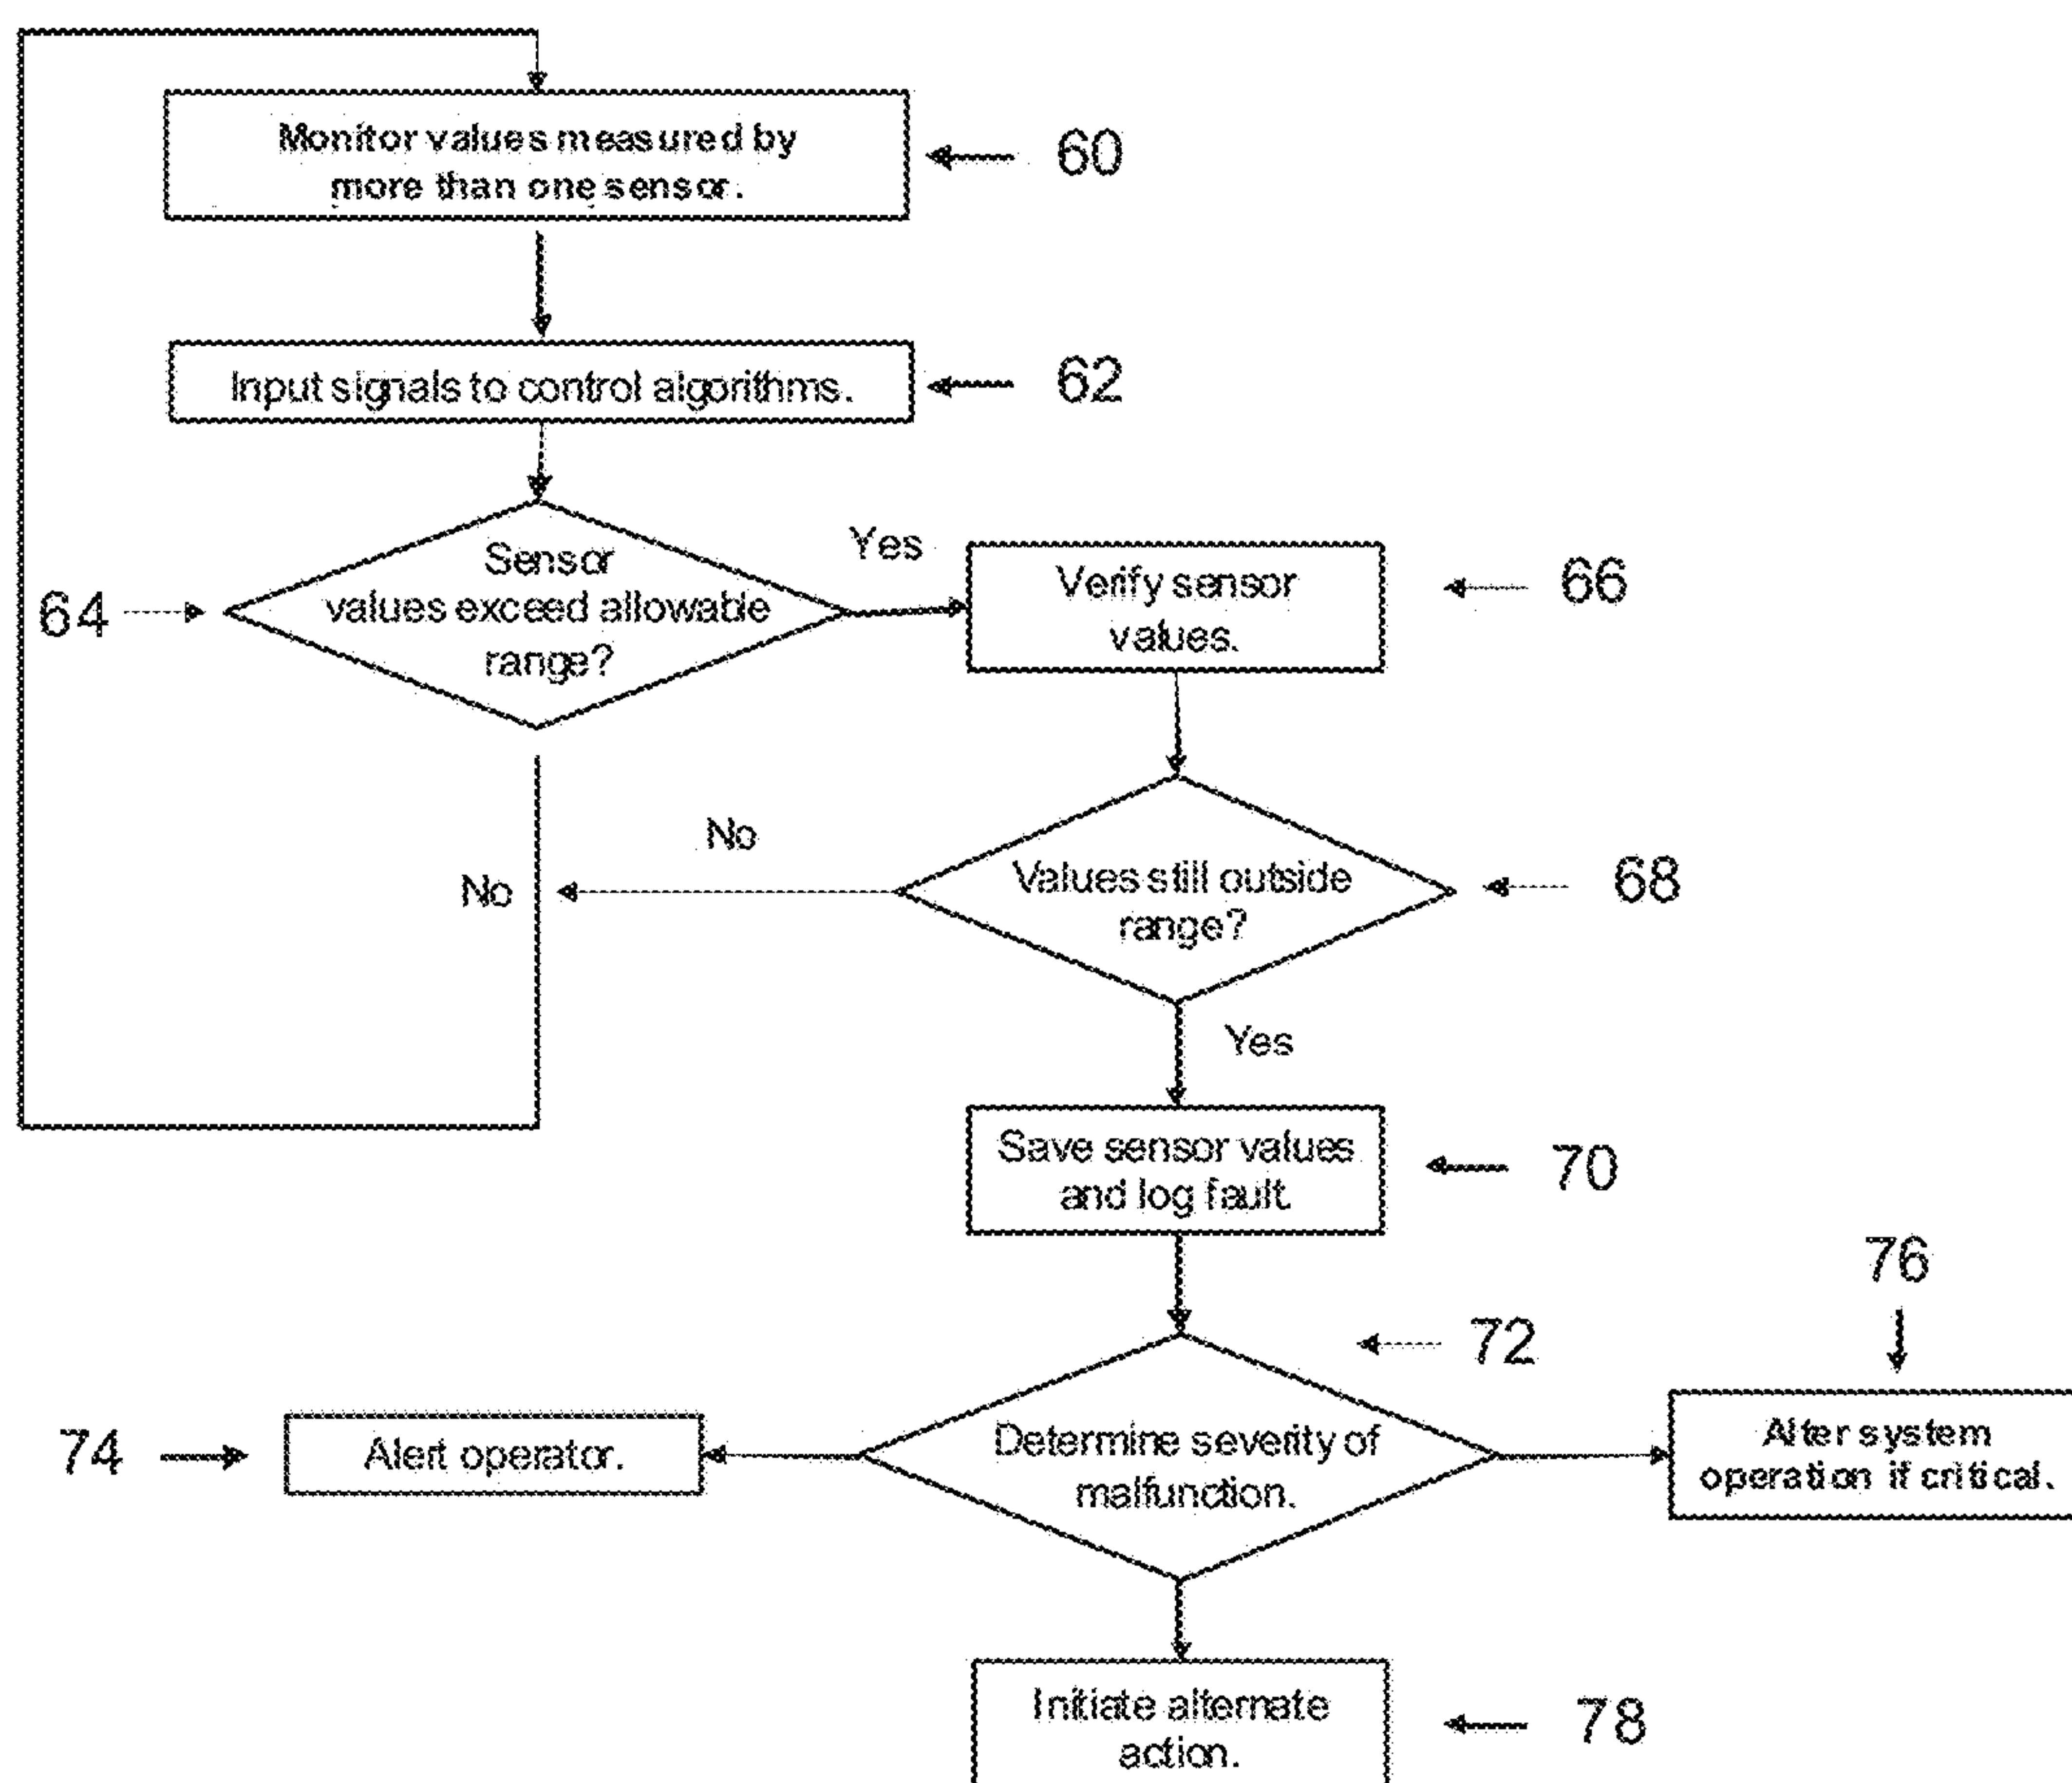 Monitor values measured by
more than one sensor.
60
Input signals to control algorithms.
62
Sensor
values exceed allowable
range?
64
Yes
Verify sensor
values.
66
No
No
Values still outside
range?
68
Yes
Save sensor values
and log fault.
70
76
72
74
Alert operator.
Determine severity of
malfunction.
Alter system
operation if critical.
Initiate alternate
action.
78